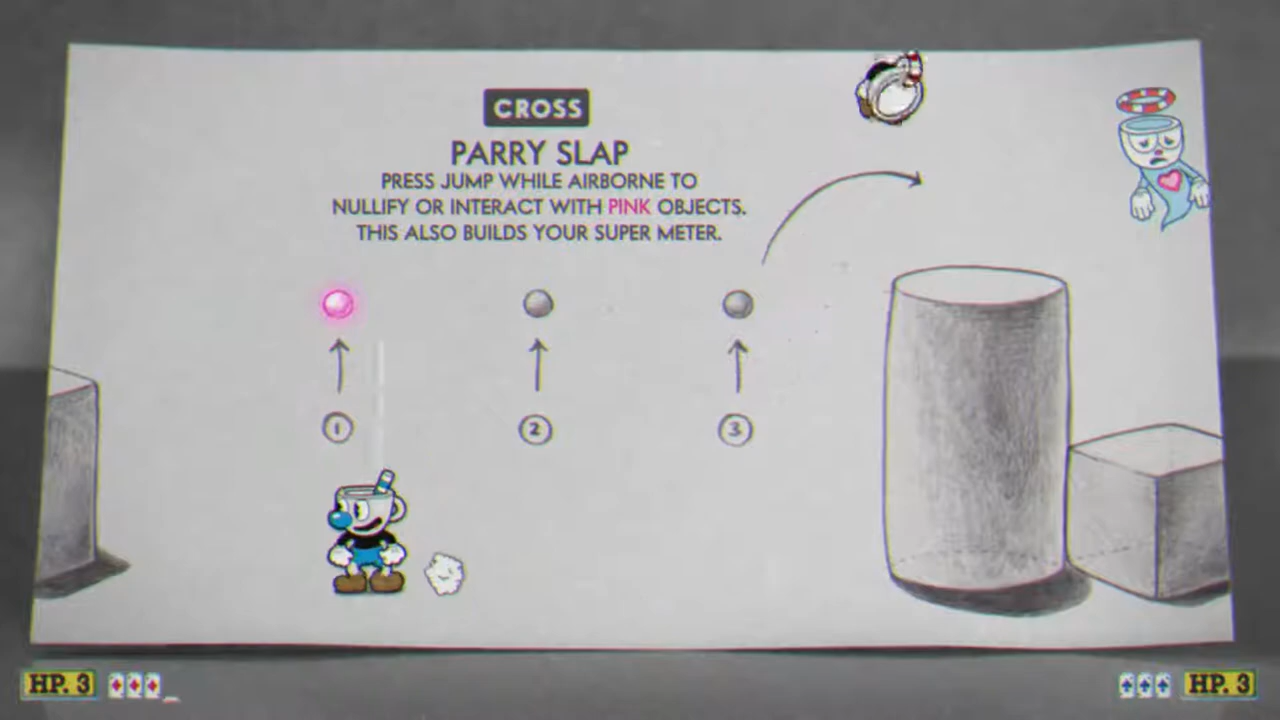 CROSS
PARRY SLAP
PRESS JUMP WHILE AIRBORNE TO
NULLIFY OR INTERACT WITH PINK OBJECTS.
THIS ALSO BUILDS YOUR SUPER METER.
1 2 3
HP. 3 HP. 3